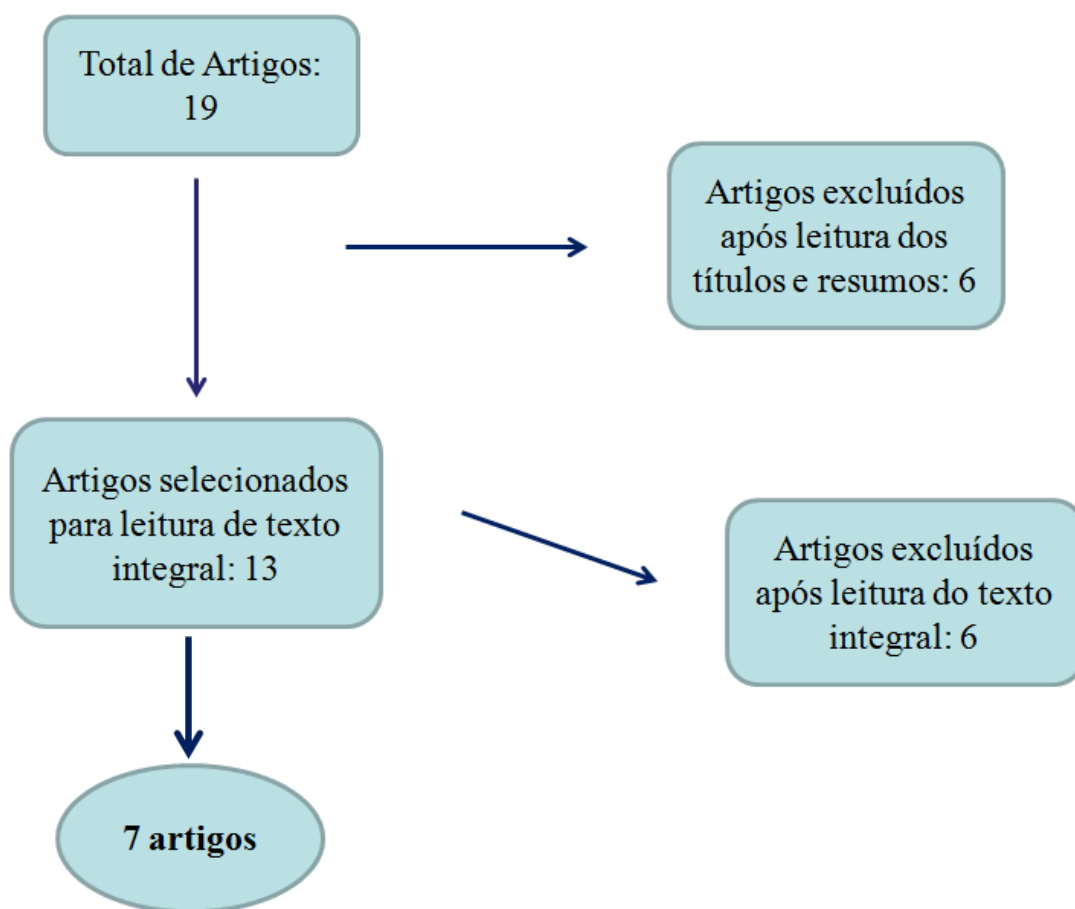 Total de Artigos:
19
Artigos excluídos
após leitura dos
títulos e resumos: 6
Artigos selecionados
para leitura de texto
integral: 13
Artigos excluídos
após leitura do texto
integral: 6
7 artigos